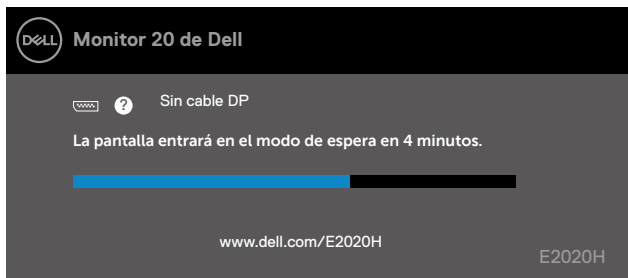 DELL Monitor 20 de Dell
? Sin cable DP
La pantalla entrará en el modo de espera en 4 minutos.
www.dell.com/E2020H
E2020H